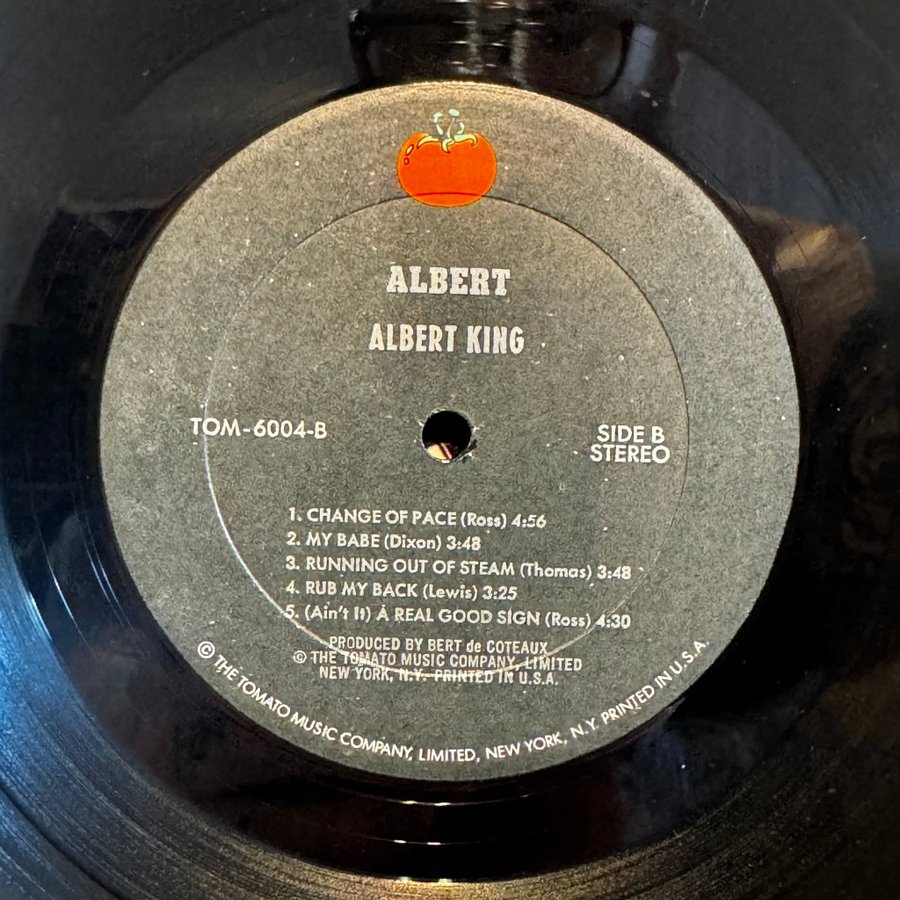 ALBERT
ALBERT KING
TOM-6004-B
SIDE B
STEREO
1. CHANGE OF PACE (Ross) 4:56
2. MY BABE (Dixon) 3:48
3. RUNNING OUT OF STEAM (Thomas) 3:48
4. RUB MY BACK (Lewis) 3:25
5. (Ain't It) A REAL GOOD SIGN (Ross) 4:30
PRODUCED BY BERT de COTEAUX
© THE TOMATO MUSIC COMPANY, LIMITED
NEW YORK, N.Y. PRINTED IN U.S.A.
© THE TOMATO MUSIC COMPANY, LIMITED, NEW YORK, N.Y. PRINTED IN U.S.A.